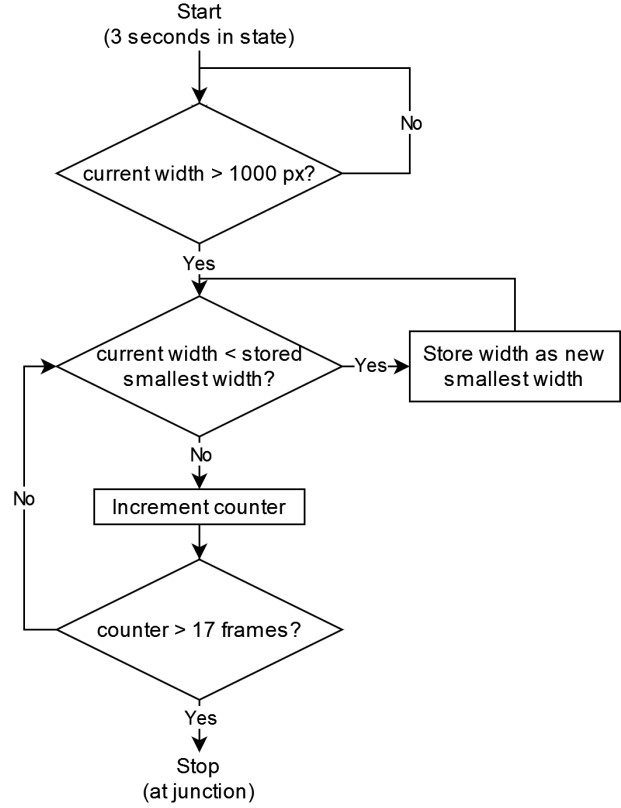 Start
(3 seconds in state)
No
current width > 1000 px?
Yes
current width < stored
smallest width?
Yes
Store width as new
smallest width
No
No
Increment counter
counter > 17 frames?
Yes
Stop
(at junction)